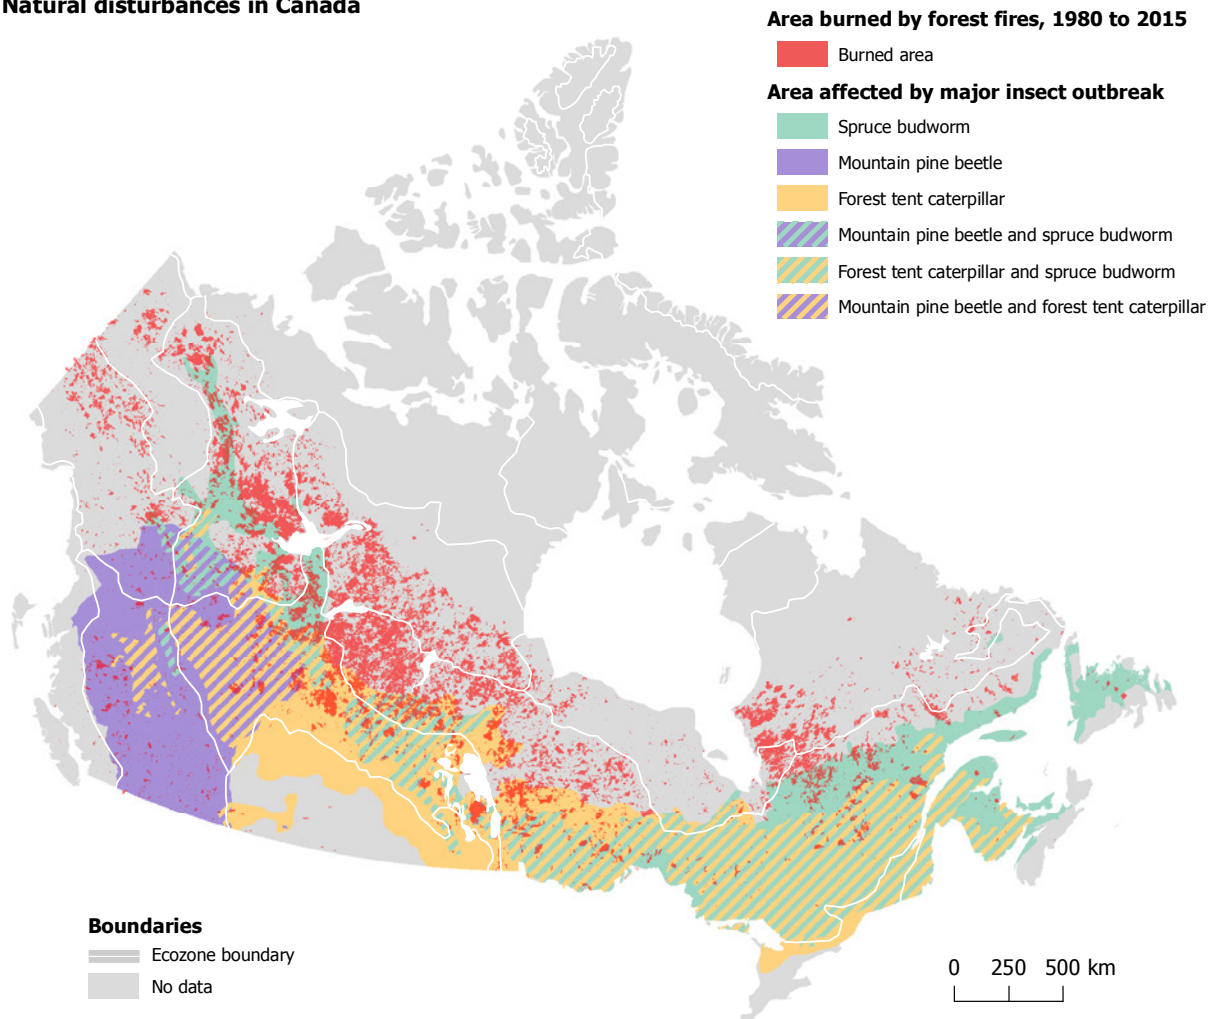 Natural disturbances in Canada
Area burned by forest fires, 1980 to 2015
Burned area
Area affected by major insect outbreak
Spruce budworm
Mountain pine beetle
Forest tent caterpillar
Mountain pine beetle and spruce budworm
Forest tent caterpillar and spruce budworm
Mountain pine beetle and forest tent caterpillar
Boundaries
Ecozone boundary
No data
0 250 500 km